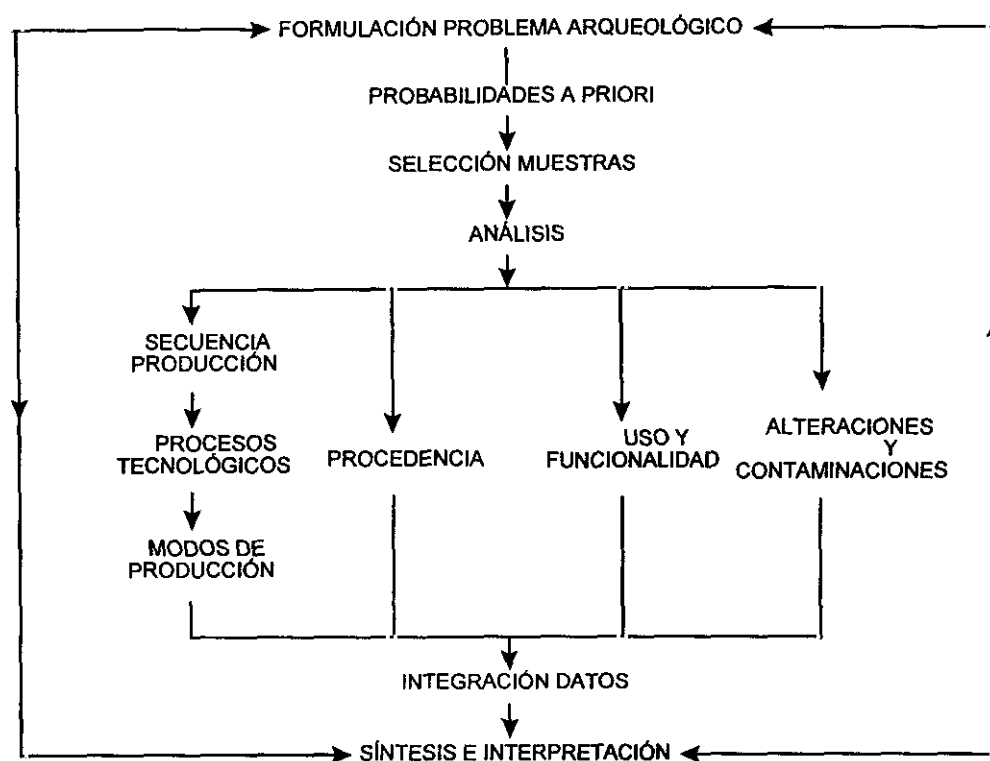 FORMULACIÓN PROBLEMA ARQUEOLÓGICO
PROBABILIDADES A PRIORI
SELECCIÓN MUESTRAS
ANÁLISIS
SECUENCIA
PRODUCCIÓN
PROCESOS
TECNOLÓGICOS
MODOS DE
PRODUCCIÓN
PROCEDENCIA
USO Y
FUNCIONALIDAD
ALTERACIONES
Y
CONTAMINACIONES
INTEGRACIÓN DATOS
SÍNTESIS E INTERPRETACIÓN